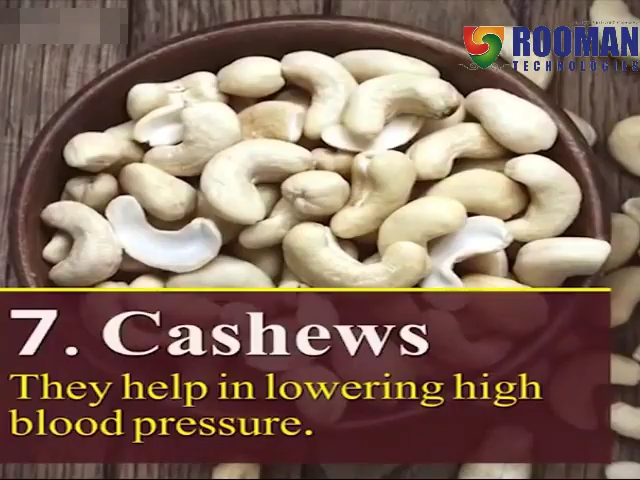 ROOMAN
TECHNOLOGIES
7. Cashews
They help in lowering high
blood pressure.